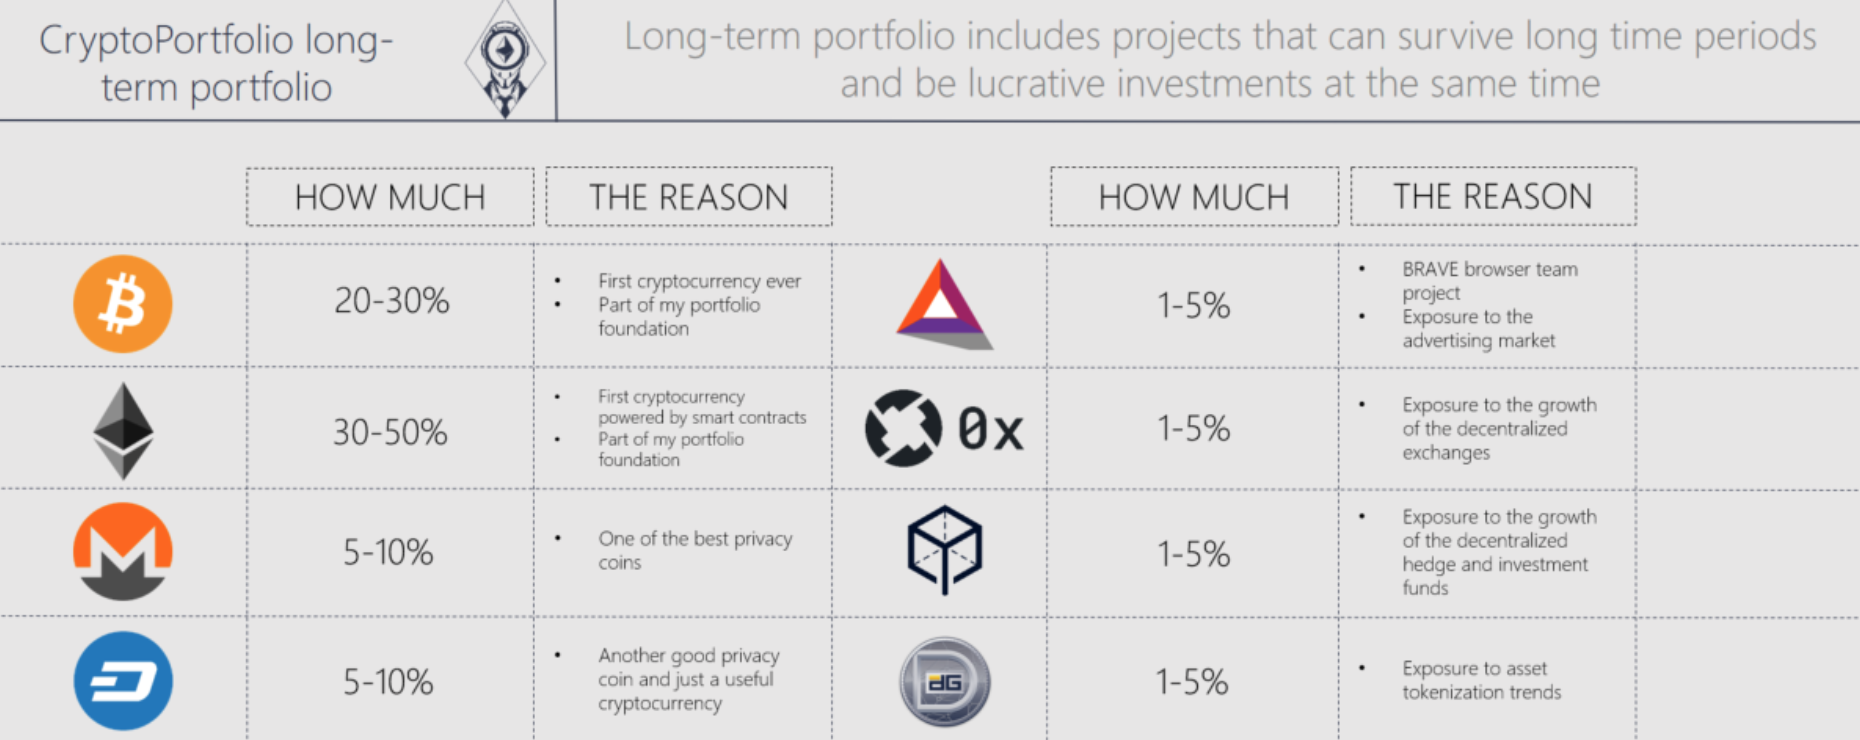 CryptoPortfolio long-
term portfolio
Long-term portfolio includes projects that can survive long time periods
and be lucrative investments at the same time
HOW MUCH
THE REASON
HOW MUCH
THE REASON
20-30%
• First cryptocurrency ever
• Part of my portfolio
foundation
1-5%
• BRAVE browser team
project
• Exposure to the
advertising market
30-50%
• First cryptocurrency
powered by smart contracts
• Part of my portfolio
foundation
0x
1-5%
• Exposure to the growth
of the decentralized
exchanges
5-10%
• One of the best privacy
coins
1-5%
• Exposure to the growth
of the decentralized
hedge and investment
funds
5-10%
• Another good privacy
coin and just a useful
cryptocurrency
DG
1-5%
• Exposure to asset
tokenization trends